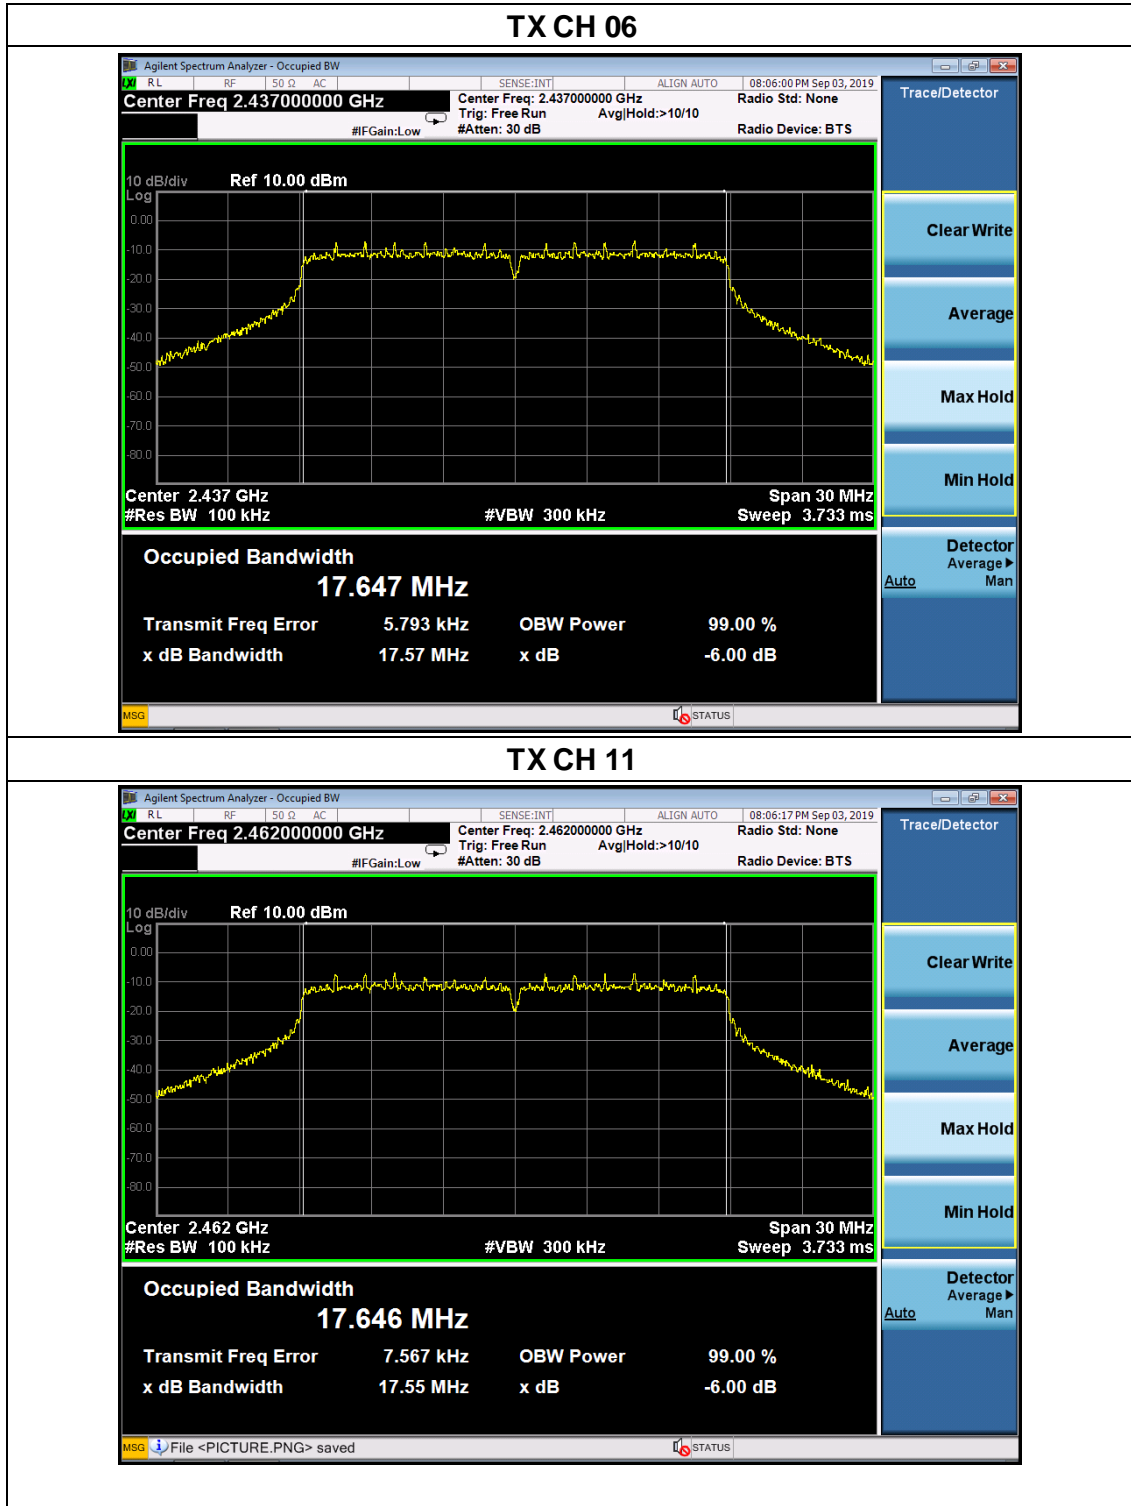 TX CH 06
Agilent Spectrum Analyzer - Occupied BW
LXI RL RF 50 Ω AC SENSE:INT ALIGN AUTO 08:06:00 PM Sep 03, 2019
Center Freq 2.437000000 GHz Center Freq: 2.437000000 GHz Radio Std: None Trace/Detector
Trig: Free Run Avg|Hold:>10/10
#IFGain:Low #Atten: 30 dB Radio Device: BTS
10 dB/div Ref 10.00 dBm
Log
0.00
Clear Write
-10.0
-20.0
-30.0
Average
-40.0
-50.0
-60.0
Max Hold
-70.0
-80.0
Min Hold
Center 2.437 GHz Span 30 MHz
#Res BW 100 kHz #VBW 300 kHz Sweep 3.733 ms
Detector
Average
Auto Man
Occupied Bandwidth
17.647 MHz
Transmit Freq Error 5.793 kHz OBW Power 99.00 %
x dB Bandwidth 17.57 MHz x dB -6.00 dB
MSG STATUS
TX CH 11
Agilent Spectrum Analyzer - Occupied BW
LXI RL RF 50 Ω AC SENSE:INT ALIGN AUTO 08:06:17 PM Sep 03, 2019
Center Freq 2.462000000 GHz Center Freq: 2.462000000 GHz Radio Std: None Trace/Detector
Trig: Free Run Avg|Hold:>10/10
#IFGain:Low #Atten: 30 dB Radio Device: BTS
10 dB/div Ref 10.00 dBm
Log
0.00
Clear Write
-10.0
-20.0
-30.0
Average
-40.0
-50.0
-60.0
Max Hold
-70.0
-80.0
Min Hold
Center 2.462 GHz Span 30 MHz
#Res BW 100 kHz #VBW 300 kHz Sweep 3.733 ms
Detector
Average
Auto Man
Occupied Bandwidth
17.646 MHz
Transmit Freq Error 7.567 kHz OBW Power 99.00 %
x dB Bandwidth 17.55 MHz x dB -6.00 dB
MSG File <PICTURE.PNG> saved STATUS